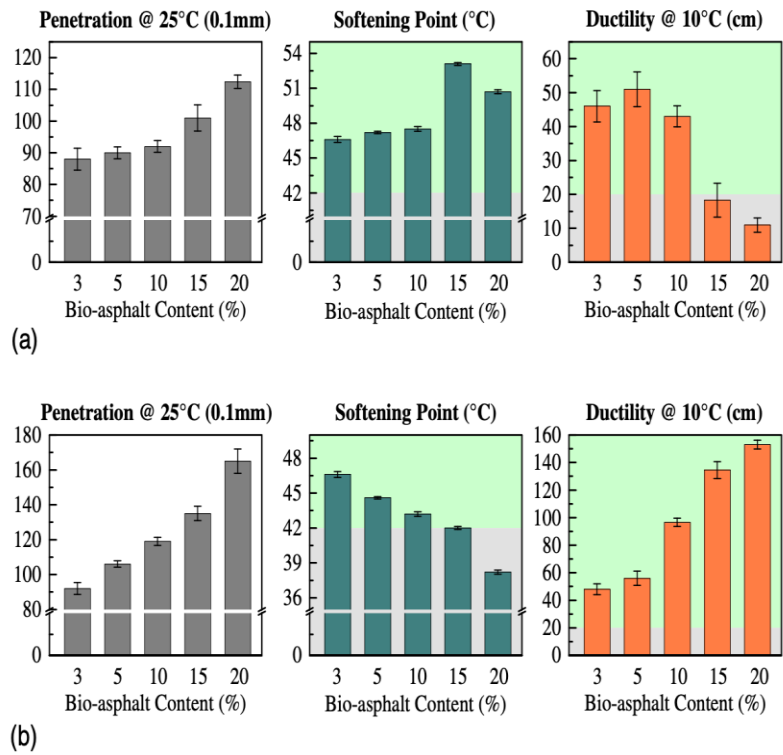 Penetration @ 25°C (0.1mm)
120
110
100
90
80
70
0
3 5 10 15 20
Bio-asphalt Content (%)
Softening Point (°C)
54
51
48
45
42
0
3 5 10 15 20
Bio-asphalt Content (%)
Ductility @ 10°C (cm)
60
50
40
30
20
10
0
3 5 10 15 20
Bio-asphalt Content (%)
(a)
Penetration @ 25°C (0.1mm)
180
160
140
120
100
80
0
3 5 10 15 20
Bio-asphalt Content (%)
Softening Point (°C)
48
45
42
39
36
0
3 5 10 15 20
Bio-asphalt Content (%)
Ductility @ 10°C (cm)
160
140
120
100
80
60
40
20
0
3 5 10 15 20
Bio-asphalt Content (%)
(b)